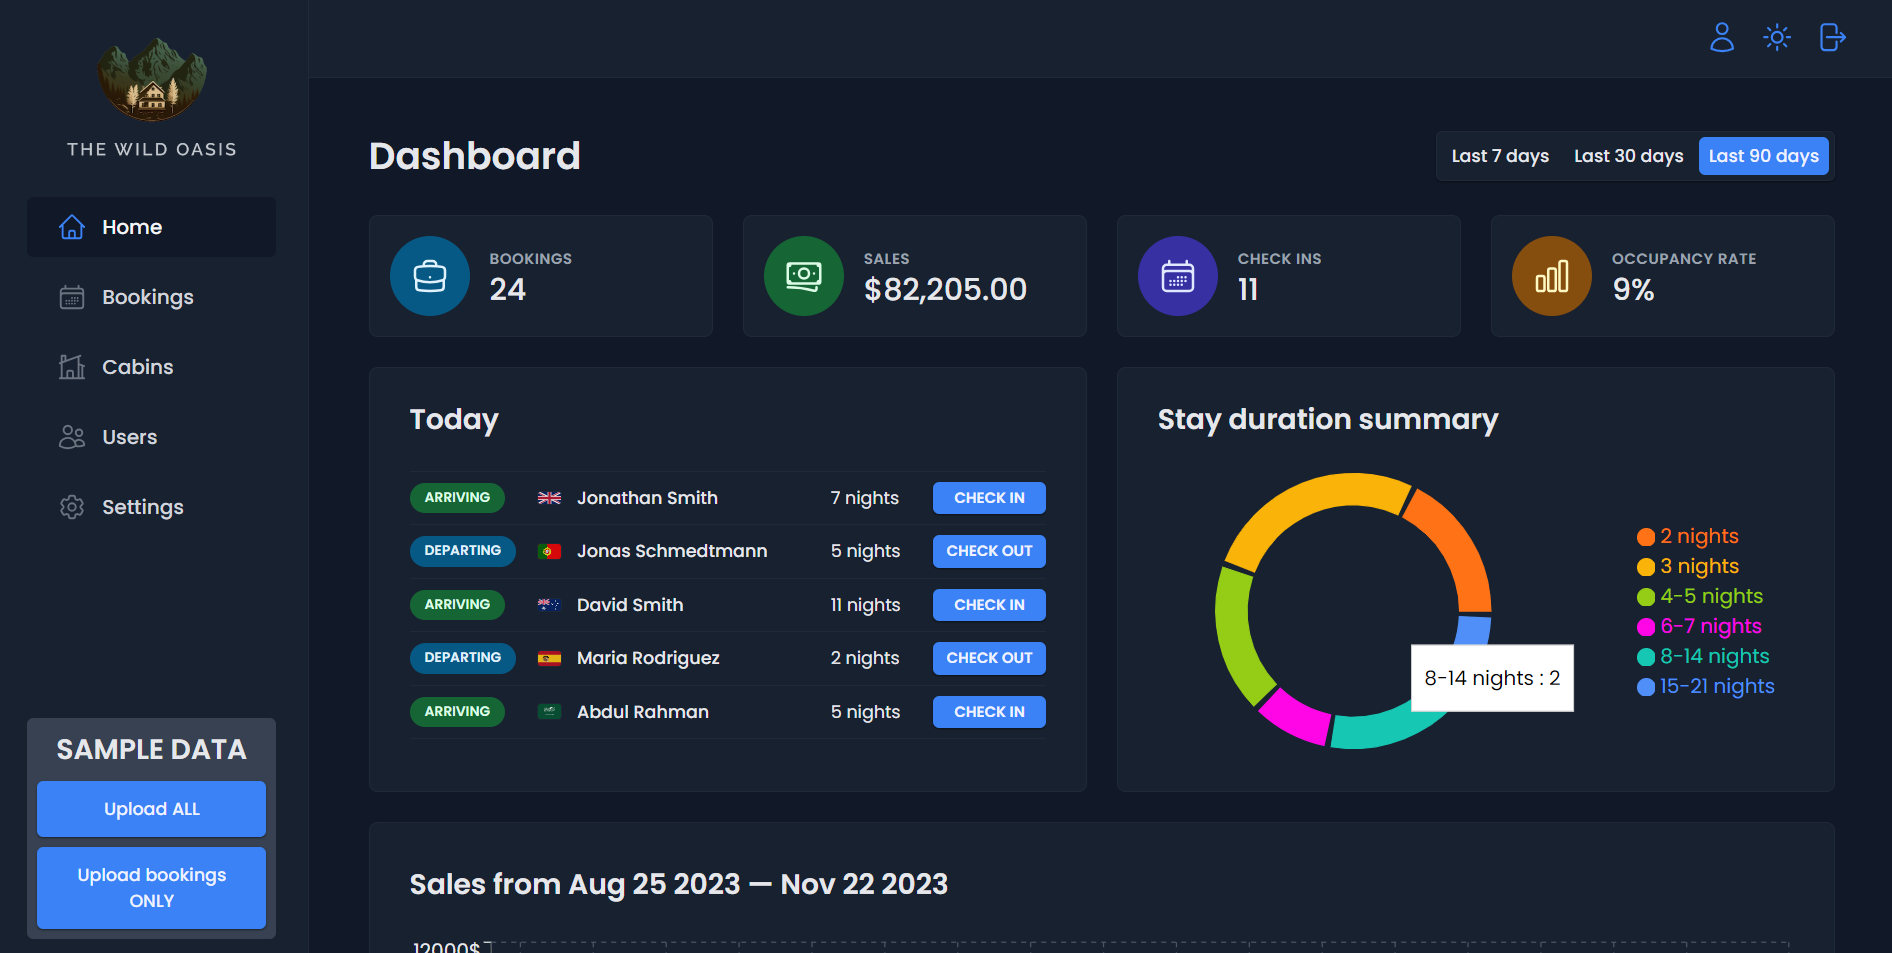 THE WILD OASIS
Home
Bookings
Cabins
Users
Settings
SAMPLE DATA
Upload ALL
Upload bookings
ONLY
Dashboard
Last 7 days Last 30 days Last 90 days
BOOKINGS
24
SALES
$82,205.00
CHECK INS
11
OCCUPANCY RATE
9%
Today
ARRIVING Jonathan Smith 7 nights CHECK IN
DEPARTING Jonas Schmedtmann 5 nights CHECK OUT
ARRIVING David Smith 11 nights CHECK IN
DEPARTING Maria Rodriguez 2 nights CHECK OUT
ARRIVING Abdul Rahman 5 nights CHECK IN
Stay duration summary
8-14 nights : 2
2 nights
3 nights
4-5 nights
6-7 nights
8-14 nights
15-21 nights
Sales from Aug 25 2023 — Nov 22 2023
12000$